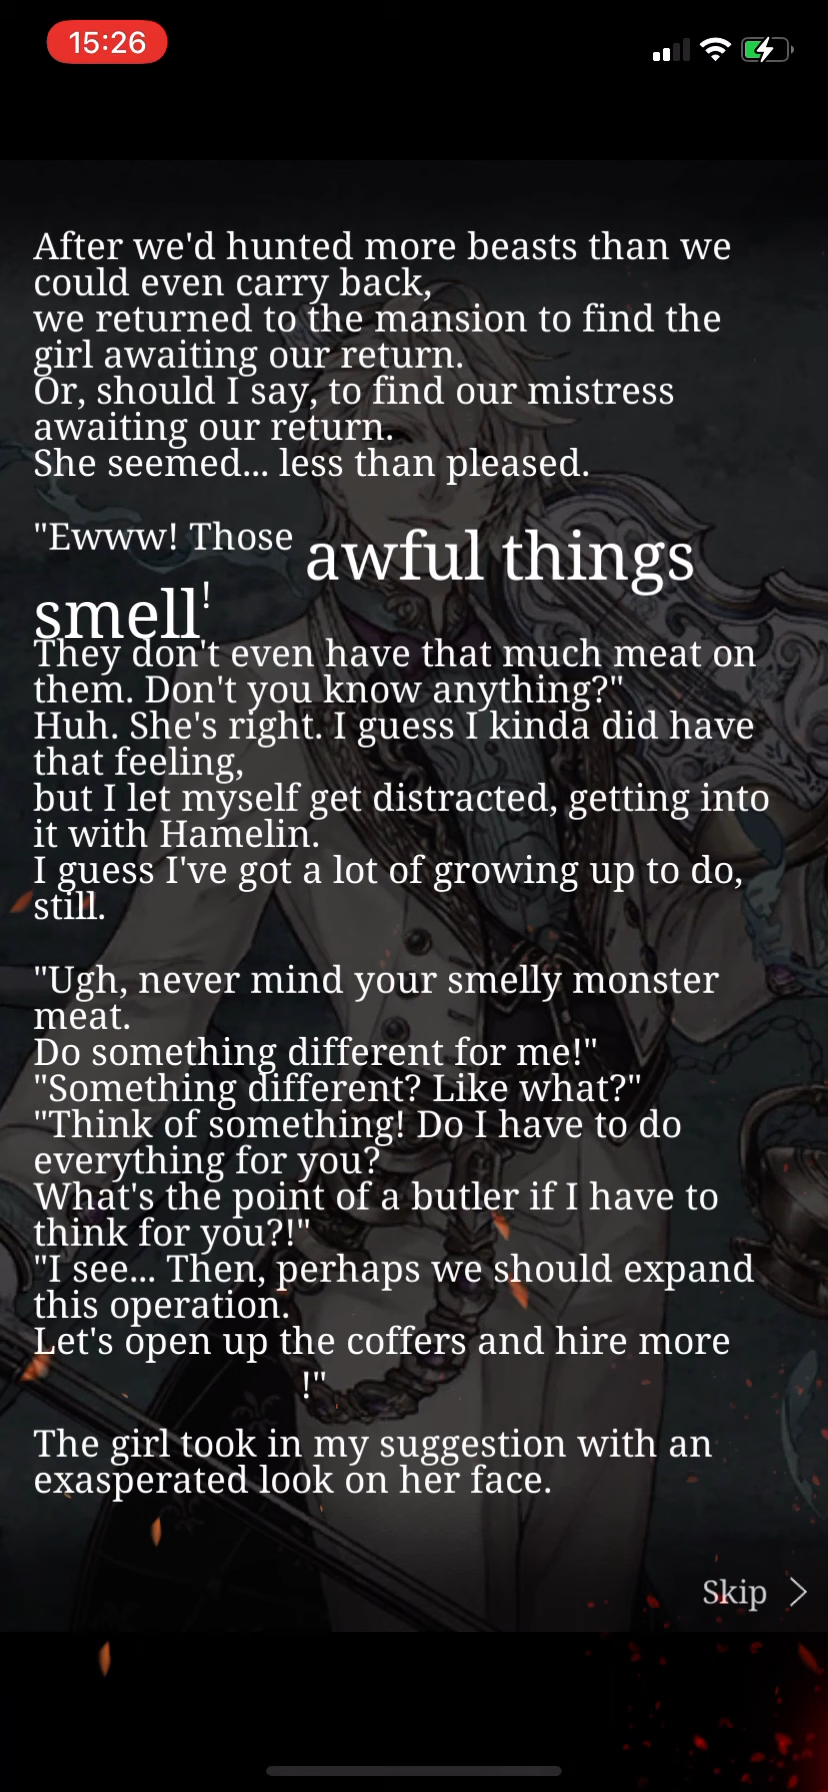 15:26
After we'd hunted more beasts than we
could even carry back,
we returned to the mansion to find the
girl awaiting our return.
Or, should I say, to find our mistress
awaiting our return.
She seemed... less than pleased.
"Ewww! Those awful things
smell!
They don't even have that much meat on
them. Don't you know anything?"
Huh. She's right. I guess I kinda did have
that feeling,
but I let myself get distracted, getting into
it with Hamelin.
I guess I've got a lot of growing up to do,
still.
"Ugh, never mind your smelly monster
meat.
Do something different for me!"
"Something different? Like what?"
"Think of something! Do I have to do
everything for you?
What's the point of a butler if I have to
think for you?!"
"I see... Then, perhaps we should expand
this operation.
Let's open up the coffers and hire more
!"
The girl took in my suggestion with an
exasperated look on her face.
Skip